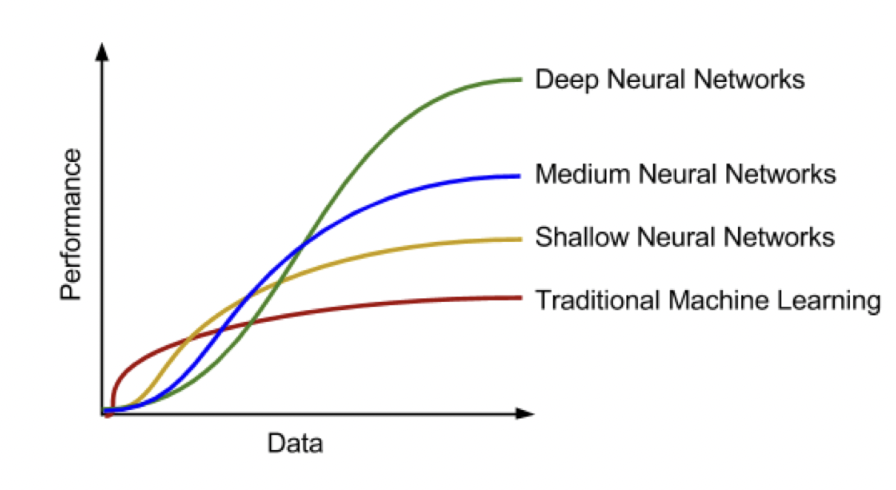 Deep Neural Networks
Medium Neural Networks
Shallow Neural Networks
Traditional Machine Learning
Performance
Data